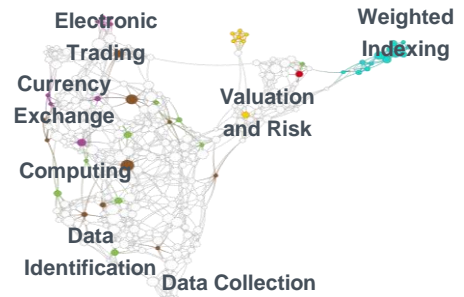 Electronic
Trading
Weighted
Indexing
Currency
Exchange
Valuation
and Risk
Computing
Data
Identification
Data Collection